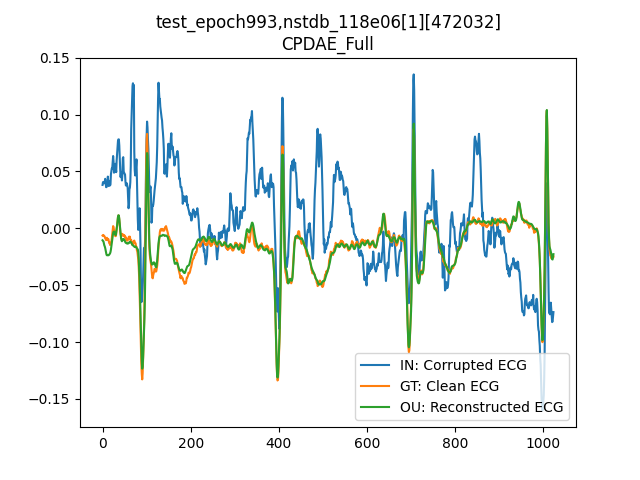 test_epoch993,nstdb_118e06[1][472032]
CPDAE_Full
0.15
0.10
0.05
0.00
−0.05
−0.10
−0.15
IN: Corrupted ECG
GT: Clean ECG
OU: Reconstructed ECG
0 200 400 600 800 1000